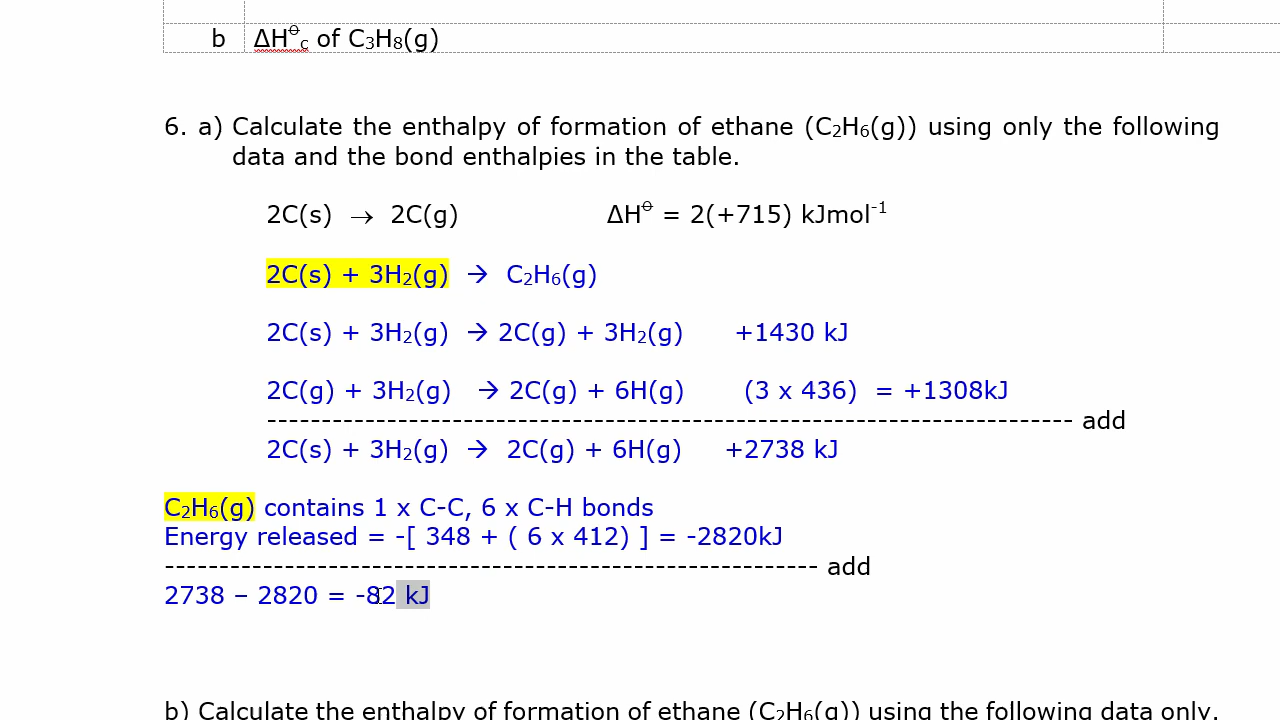 b ΔH⦵c of C₃H₈(g)
6. a) Calculate the enthalpy of formation of ethane (C₂H₆(g)) using only the following
data and the bond enthalpies in the table.
2C(s) → 2C(g) ΔH⦵ = 2(+715) kJmol⁻¹
2C(s) + 3H₂(g) → C₂H₆(g)
2C(s) + 3H₂(g) → 2C(g) + 3H₂(g) +1430 kJ
2C(g) + 3H₂(g) → 2C(g) + 6H(g) (3 x 436) = +1308kJ
---------------------------------------------------------------------------- add
2C(s) + 3H₂(g) → 2C(g) + 6H(g) +2738 kJ
C₂H₆(g) contains 1 x C-C, 6 x C-H bonds
Energy released = -[ 348 + ( 6 x 412) ] = -2820kJ
------------------------------------------------------------- add
2738 – 2820 = -82 kJ
b) Calculate the enthalpy of formation of ethane (C₂H₆(g)) using the following data only.